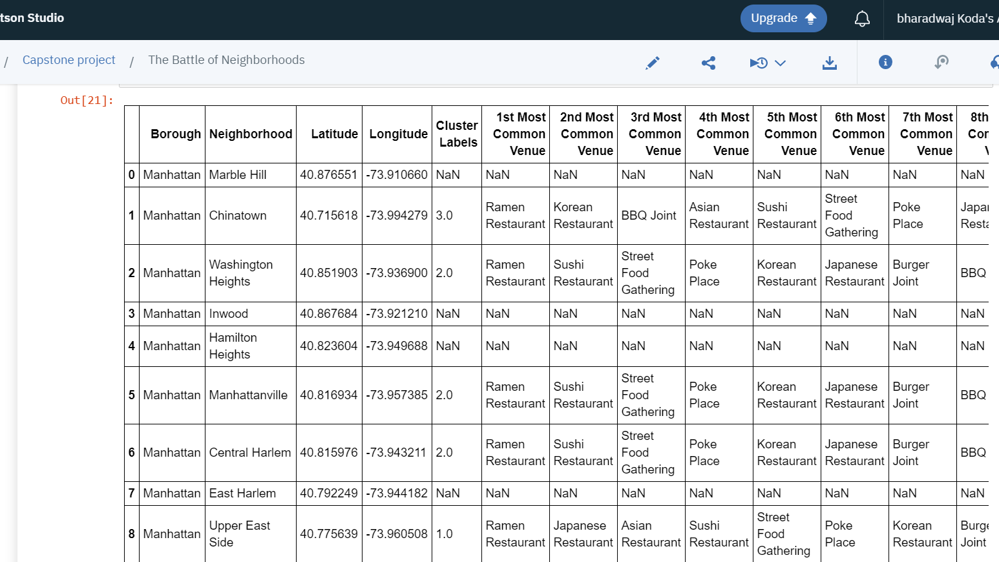 tson Studio
Upgrade
bharadwaj Koda's
/ Capstone project / The Battle of Neighborhoods
Out[21]:
Borough Neighborhood Latitude Longitude Cluster Labels 1st Most Common Venue 2nd Most Common Venue 3rd Most Common Venue 4th Most Common Venue 5th Most Common Venue 6th Most Common Venue 7th Most Common Venue 8th
0 Manhattan Marble Hill 40.876551 -73.910660 NaN NaN NaN NaN NaN NaN NaN NaN NaN
1 Manhattan Chinatown 40.715618 -73.994279 3.0 Ramen Restaurant Korean Restaurant BBQ Joint Asian Restaurant Sushi Restaurant Street Food Gathering Poke Place
2 Manhattan Washington Heights 40.851903 -73.936900 2.0 Ramen Restaurant Sushi Restaurant Street Food Gathering Poke Place Korean Restaurant Japanese Restaurant Burger Joint BBQ
3 Manhattan Inwood 40.867684 -73.921210 NaN NaN NaN NaN NaN NaN NaN NaN NaN
4 Manhattan Hamilton Heights 40.823604 -73.949688 NaN NaN NaN NaN NaN NaN NaN NaN NaN
5 Manhattan Manhattanville 40.816934 -73.957385 2.0 Ramen Restaurant Sushi Restaurant Street Food Gathering Poke Place Korean Restaurant Japanese Restaurant Burger Joint BBQ
6 Manhattan Central Harlem 40.815976 -73.943211 2.0 Ramen Restaurant Sushi Restaurant Street Food Gathering Poke Place Korean Restaurant Japanese Restaurant Burger Joint BBQ
7 Manhattan East Harlem 40.792249 -73.944182 NaN NaN NaN NaN NaN NaN NaN NaN NaN
8 Manhattan Upper East Side 40.775639 -73.960508 1.0 Ramen Restaurant Japanese Restaurant Asian Restaurant Sushi Restaurant Street Food Gathering Poke Place Korean Restaurant Burge Joint